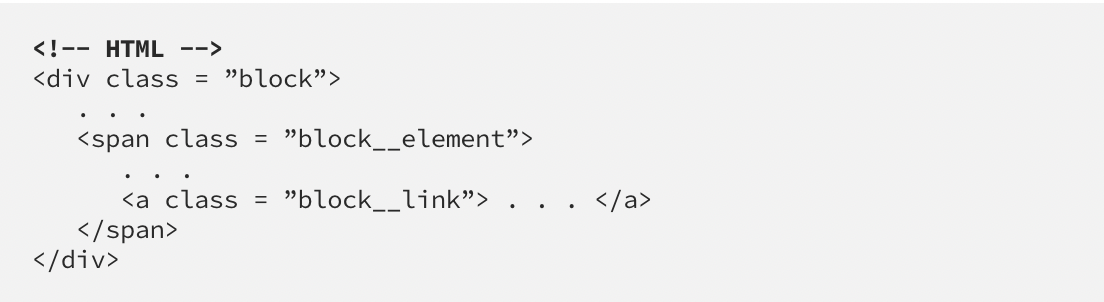 <!-- HTML -->
<div class = ”block”>
. . .
<span class = ”block__element”>
. . .
<a class = ”block__link”> . . . </a>
</span>
</div>